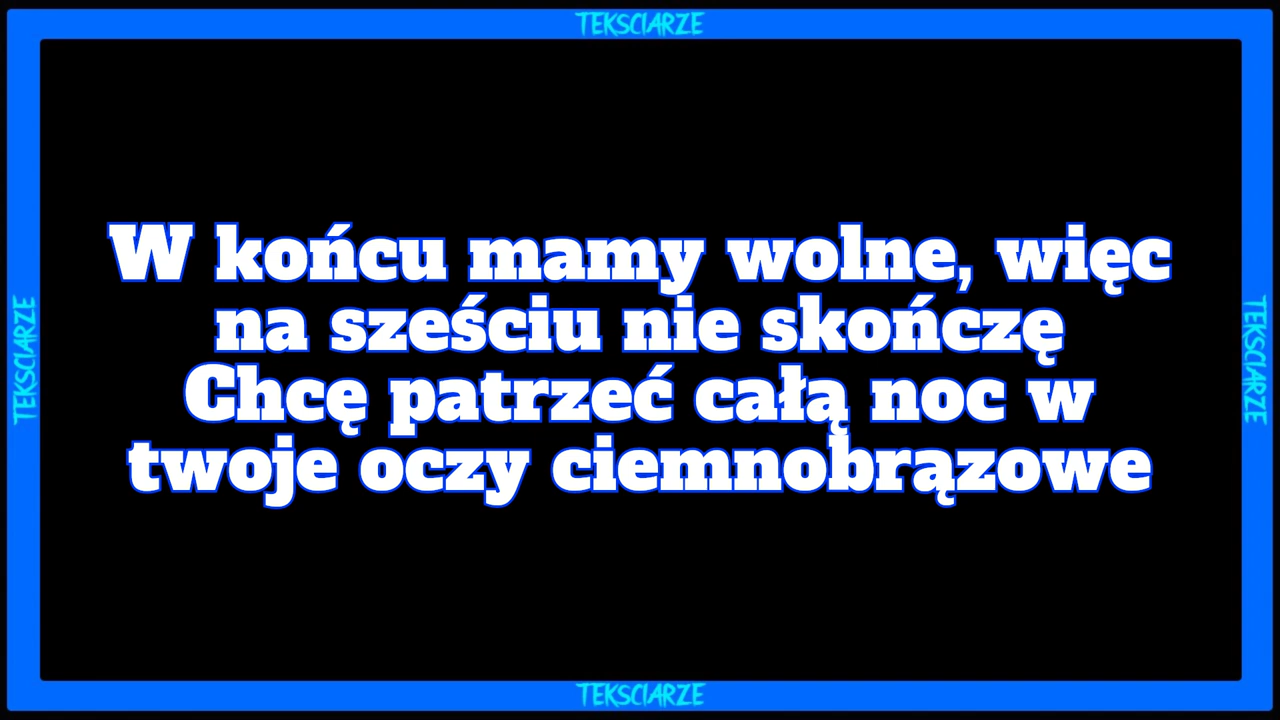 TEKSCIARZE
W końcu mamy wolne, więc
na sześciu nie skończę
Chcę patrzeć całą noc w
twoje oczy ciemnobrązowe
TEKSCIARZE
TEKSCIARZE
TEKSCIARZE